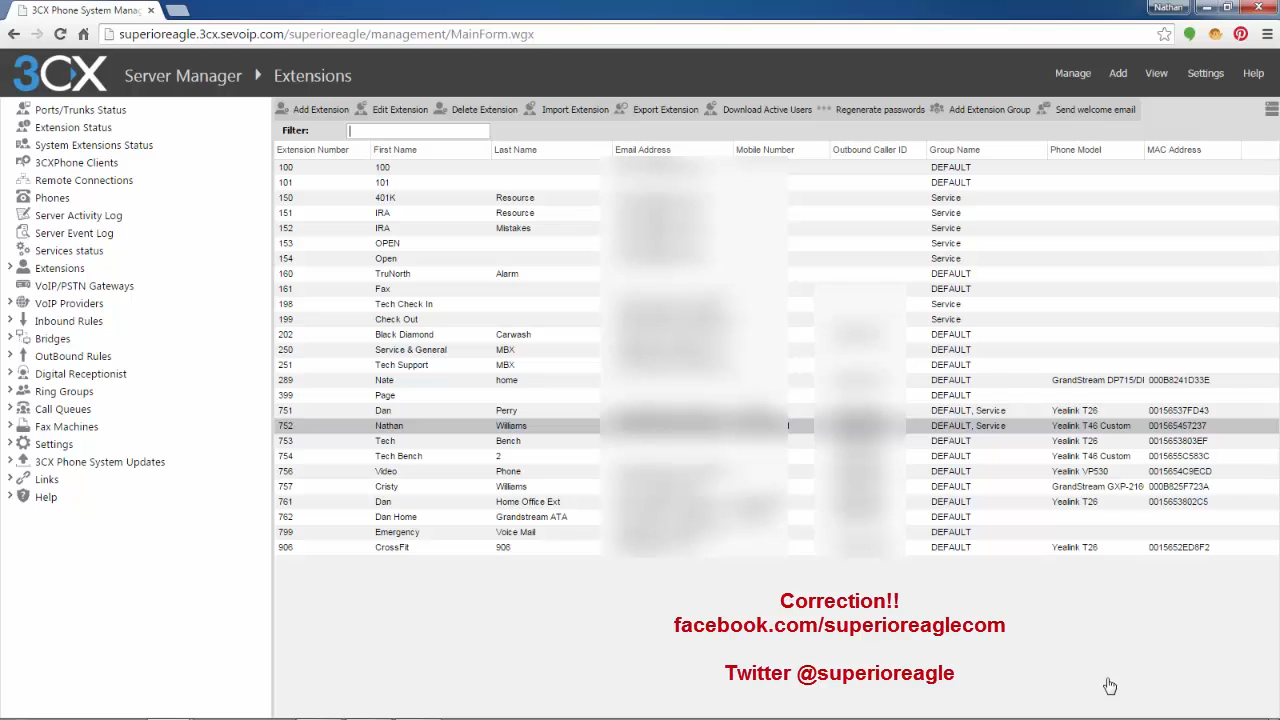 3CX Phone System Mana
Nathan
superioreagle.3cx.sevoip.com/superioreagle/management/MainForm.wgx
3CX Server Manager Extensions
Manage Add View Settings Help
Ports/Trunks Status
Extension Status
System Extensions Status
3CXPhone Clients
Remote Connections
Phones
Server Activity Log
Server Event Log
Services status
Extensions
VoIP/PSTN Gateways
VoIP Providers
Inbound Rules
Bridges
OutBound Rules
Digital Receptionist
Ring Groups
Call Queues
Fax Machines
Settings
3CX Phone System Updates
Links
Help
Add Extension Edit Extension Delete Extension Import Extension Export Extension Download Active Users Regenerate passwords Add Extension Group Send welcome email
Filter:
Extension Number First Name Last Name Email Address Mobile Number Outbound Caller ID Group Name Phone Model MAC Address
100 100 DEFAULT
101 101 DEFAULT
150 401K Resource Service
151 IRA Resource Service
152 IRA Mistakes Service
153 OPEN Service
154 Open Service
160 TruNorth Alarm DEFAULT
161 Fax DEFAULT
198 Tech Check In Service
199 Check Out Service
202 Black Diamond Carwash DEFAULT
250 Service & General MBX DEFAULT
251 Tech Support MBX DEFAULT
289 Nate home DEFAULT GrandStream DP715/DI 000B8241D33E
399 Page DEFAULT
751 Dan Perry DEFAULT, Service Yealink T26 00156537FD43
752 Nathan Williams DEFAULT, Service Yealink T46 Custom 001565457237
753 Tech Bench DEFAULT Yealink T26 0015653803EF
754 Tech Bench 2 DEFAULT Yealink T46 Custom 0015655C583C
756 Video Phone DEFAULT Yealink VP530 0015654C9ECD
757 Cristy Williams DEFAULT GrandStream GXP-216 000B825F723A
761 Dan Home Office Ext DEFAULT Yealink T26 0015653802C5
762 Dan Home Grandstream ATA DEFAULT
799 Emergency Voice Mail DEFAULT
906 CrossFit 906 DEFAULT Yealink T26 0015652ED8F2
Correction!!
facebook.com/superioreaglecom
Twitter @superioreagle